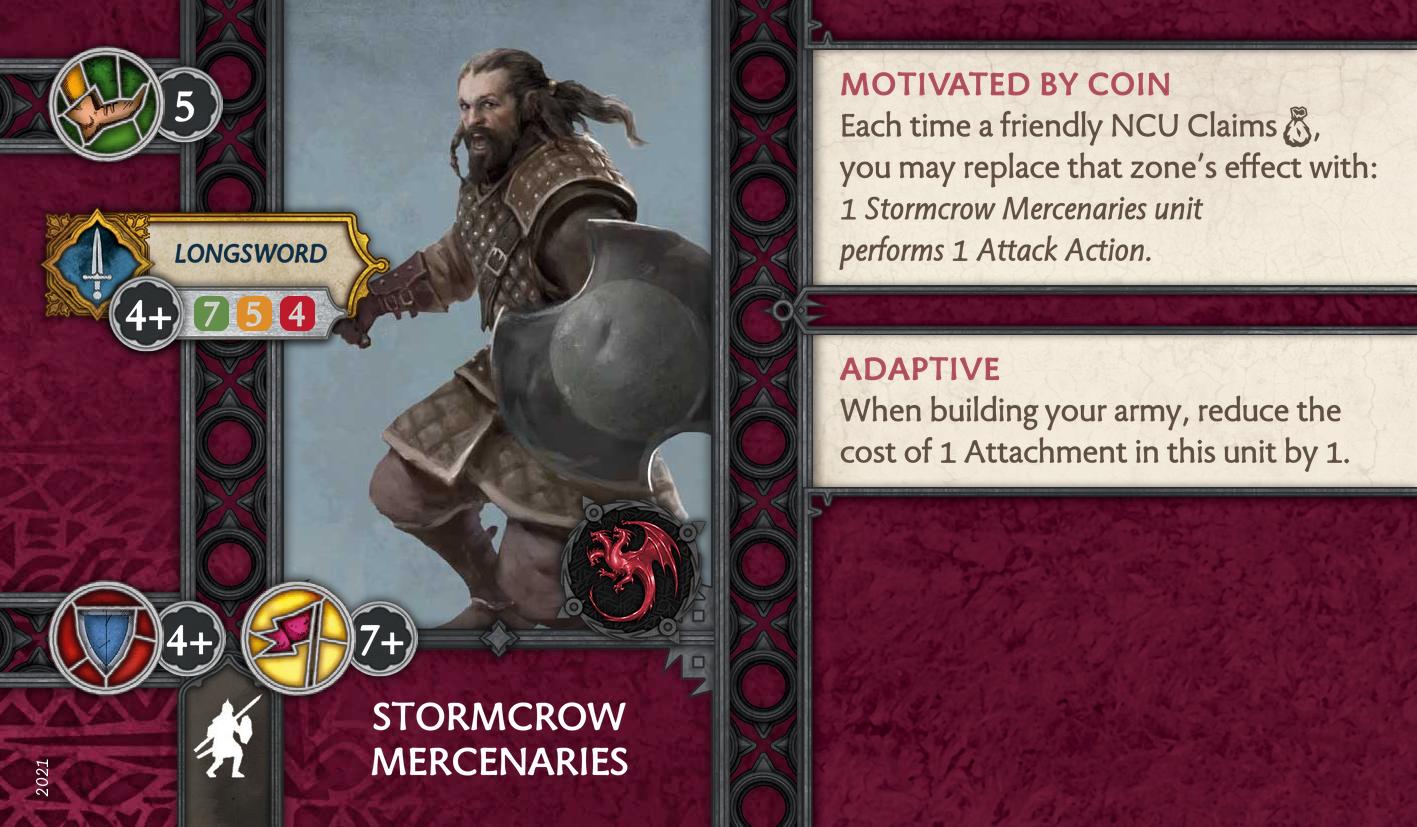 5
LONGSWORD
4+ 7 5 4
4+ 7+
STORMCROW
MERCENARIES
2021
MOTIVATED BY COIN
Each time a friendly NCU Claims ,
you may replace that zone's effect with:
1 Stormcrow Mercenaries unit
performs 1 Attack Action.
ADAPTIVE
When building your army, reduce the
cost of 1 Attachment in this unit by 1.